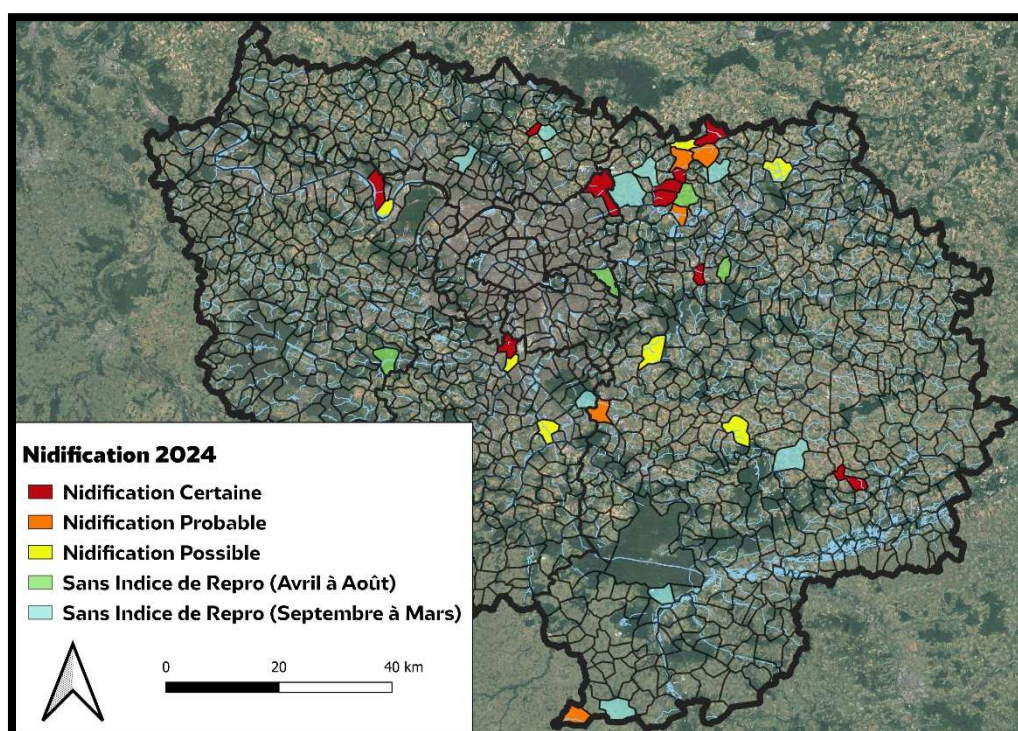 Nidification 2024
Nidification Certaine
Nidification Probable
Nidification Possible
Sans Indice de Repro (Avril à Août)
Sans Indice de Repro (Septembre à Mars)
0 20 40 km